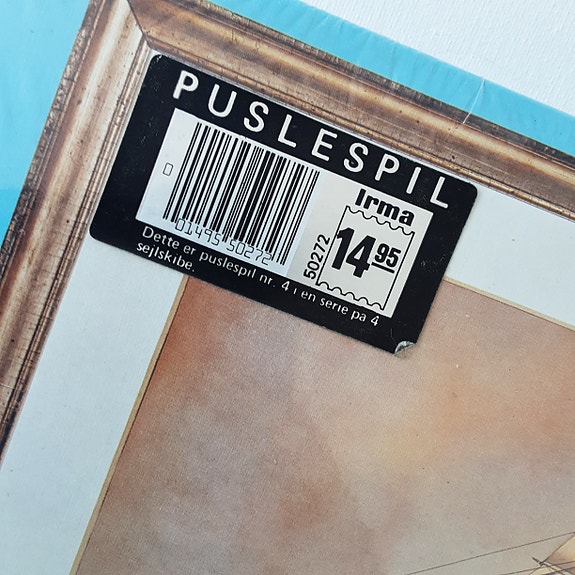 PUSLESPIL
0
01495 50272
Irma
50272
14 95
Dette er puslespil nr. 4 i en serie på 4
sejlskibe.